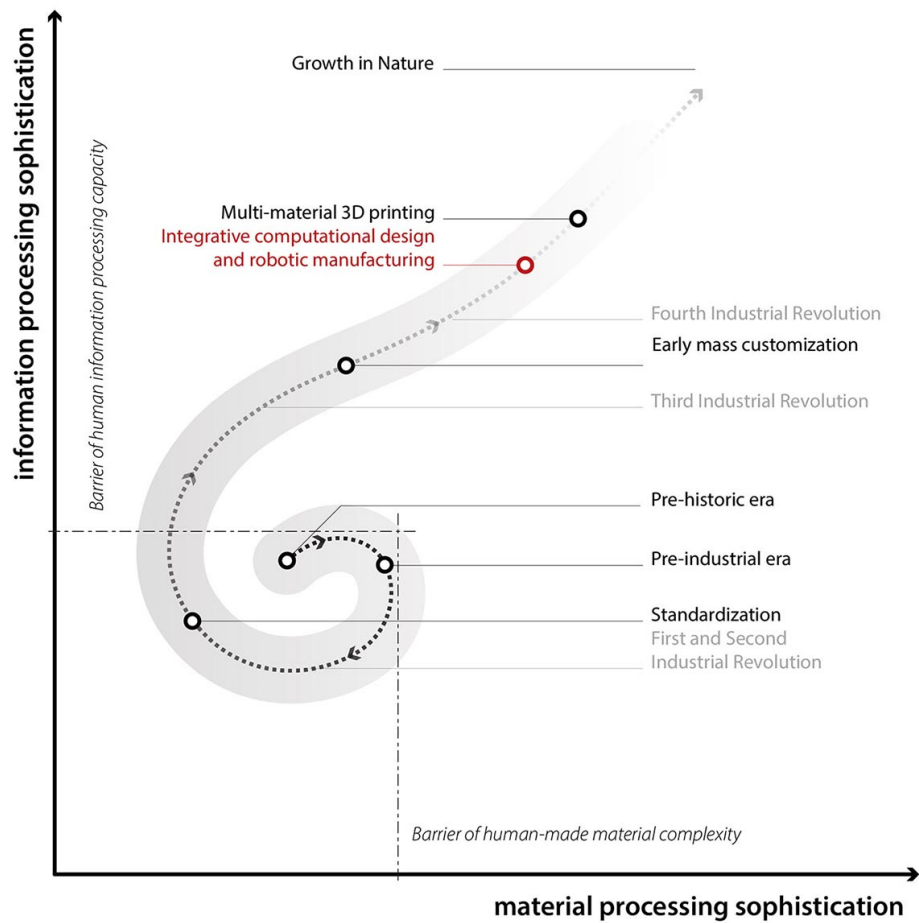 information processing sophistication
Barrier of human information processing capacity
Growth in Nature
Multi-material 3D printing
Integrative computational design
and robotic manufacturing
Fourth Industrial Revolution
Early mass customization
Third Industrial Revolution
Pre-historic era
Pre-industrial era
Standardization
First and Second
Industrial Revolution
Barrier of human-made material complexity
material processing sophistication